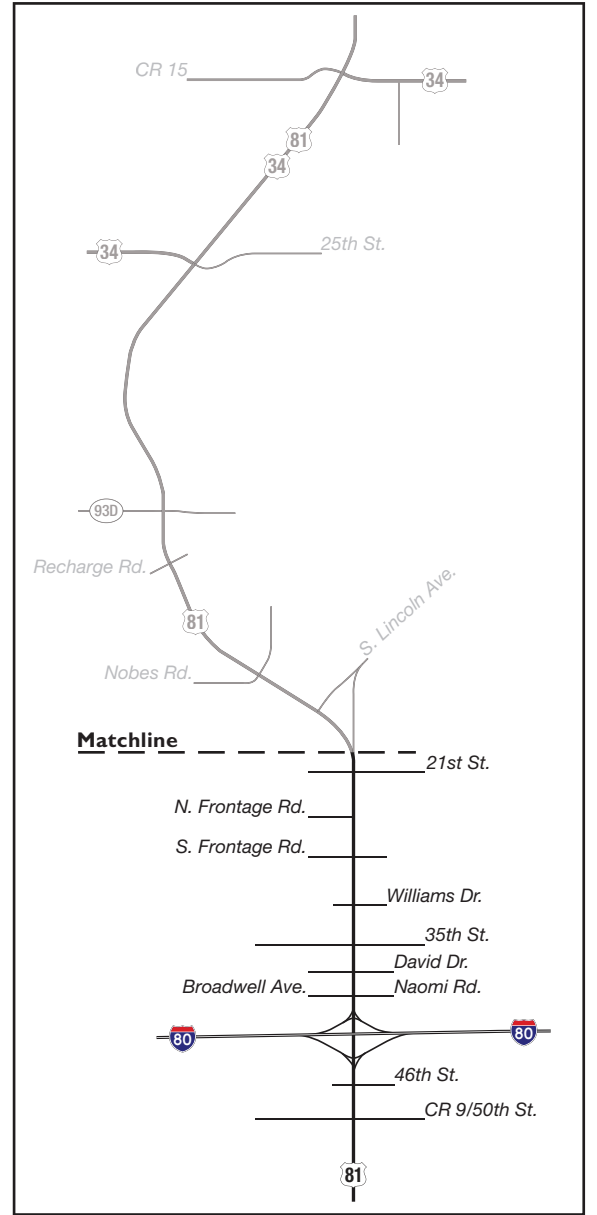 CR 15
34
81
34
34
25th St.
93D
Recharge Rd.
81
S. Lincoln Ave.
Nobes Rd.
Matchline
21st St.
N. Frontage Rd.
S. Frontage Rd.
Williams Dr.
35th St.
David Dr.
Broadwell Ave.
Naomi Rd.
80
80
46th St.
CR 9/50th St.
81